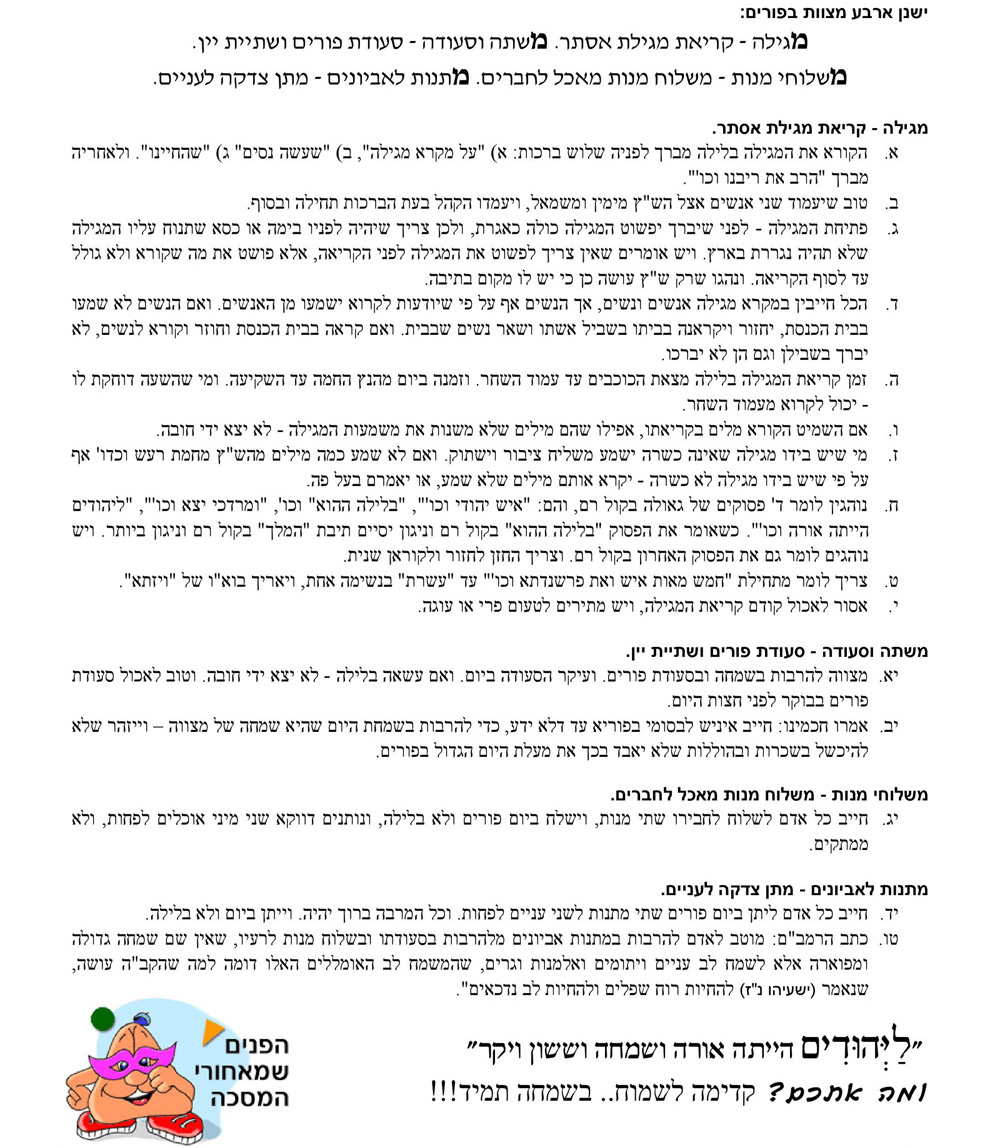 ישנן ארבע מצוות בפורים:
מגילה - קריאת מגילת אסתר. משתה וסעודה - סעודת פורים ושתיית יין.
משלוחי מנות - משלוח מנות מאכל לחברים. מתנות לאביונים - מתן צדקה לעניים.
מגילה - קריאת מגילת אסתר.
א. הקורא את המגילה בלילה מברך לפניה שלוש ברכות: א) "על מקרא מגילה", ב) "שעשה נסים" ג) "שהחיינו". ולאחריה
מברך "הרב את ריבנו וכו'".
ב. טוב שיעמוד שני אנשים אצל הש"ץ מימין ומשמאל, ויעמדו הקהל בעת הברכות תחילה ובסוף.
ג. פתיחת המגילה - לפני שיברך יפשוט המגילה כולה כאגרת, ולכן צריך שיהיה לפניו בימה או כסא שתנוח עליו המגילה
שלא תהיה נגררת בארץ. ויש אומרים שאין צריך לפשוט את המגילה לפני הקריאה, אלא פושט את מה שקורא ולא גולל
עד לסוף הקריאה. ונהגו שרק ש"ץ עושה כן כי יש לו מקום בתיבה.
ד. הכל חייבין במקרא מגילה אנשים ונשים, אך הנשים אף על פי שיודעות לקרוא ישמעו מן האנשים. ואם הנשים לא שמעו
בבית הכנסת, יחזור ויקראנה בביתו בשביל אשתו ושאר נשים שבבית. ואם קראה בבית הכנסת וחוזר וקורא לנשים, לא
יברך בשבילן וגם הן לא יברכו.
ה. זמן קריאת המגילה בלילה מצאת הכוכבים עד עמוד השחר. וזמנה ביום מהנץ החמה עד השקיעה. ומי שהשעה דוחקת לו
- יכול לקרוא מעמוד השחר.
ו. אם השמיט הקורא מלים בקריאתו, אפילו שהם מילים שלא משנות את משמעות המגילה - לא יצא ידי חובה.
ז. מי שיש בידו מגילה שאינה כשרה ישמע משליח ציבור וישתוק. ואם לא שמע כמה מילים מהש"ץ מחמת רעש וכדו' אף
על פי שיש בידו מגילה לא כשרה - יקרא אותם מילים שלא שמע, או יאמרם בעל פה.
ח. נוהגין לומר ד' פסוקים של גאולה בקול רם, והם: "איש יהודי וכו'", "בלילה ההוא" וכו', "ומרדכי יצא וכו'", "ליהודים
הייתה אורה וכו'". כשאומר את הפסוק "בלילה ההוא" בקול רם וניגון יסיים תיבת "המלך" בקול רם וניגון ביותר. ויש
נוהגים לומר גם את הפסוק האחרון בקול רם. וצריך החזן לחזור ולקוראן שנית.
ט. צריך לומר מתחילת "חמש מאות איש ואת פרשנדתא וכו'" עד "עשרת" בנשימה אחת, ויאריך בוא"ו של "ויזתא".
י. אסור לאכול קודם קריאת המגילה, ויש מתירים לטעום פרי או עוגה.
משתה וסעודה - סעודת פורים ושתיית יין.
יא. מצווה להרבות בשמחה ובסעודת פורים. ועיקר הסעודה ביום. ואם עשאה בלילה - לא יצא ידי חובה. וטוב לאכול סעודת
פורים בבוקר לפני חצות היום.
יב. אמרו חכמינו: חייב איניש לבסומי בפוריא עד דלא ידע, כדי להרבות בשמחת היום שהיא שמחה של מצווה – וייזהר שלא
להיכשל בשכרות ובהוללות שלא יאבד בכך את מעלת היום הגדול בפורים.
משלוחי מנות - משלוח מנות מאכל לחברים.
יג. חייב כל אדם לשלוח לחבירו שתי מנות, וישלח ביום פורים ולא בלילה, ונותנים דווקא שני מיני אוכלים לפחות, ולא
ממתקים.
מתנות לאביונים - מתן צדקה לעניים.
יד. חייב כל אדם ליתן ביום פורים שתי מתנות לשני עניים לפחות. וכל המרבה ברוך יהיה. וייתן ביום ולא בלילה.
טו. כתב הרמב"ם: מוטב לאדם להרבות במתנות אביונים מלהרבות בסעודתו ובשלוח מנות לרעיו, שאין שם שמחה גדולה
ומפוארה אלא לשמח לב עניים ויתומים ואלמנות וגרים, שהמשמח לב האומללים האלו דומה למה שהקב"ה עושה,
שנאמר (ישעיהו נ"ז) להחיות רוח שפלים ולהחיות לב נדכאים".
"לַיְּהוּדִים הייתה אורה ושמחה וששון ויקר"
ומה אתכם? קדימה לשמוח.. בשמחה תמיד!!!
הפנים
שמאחורי
המסכה